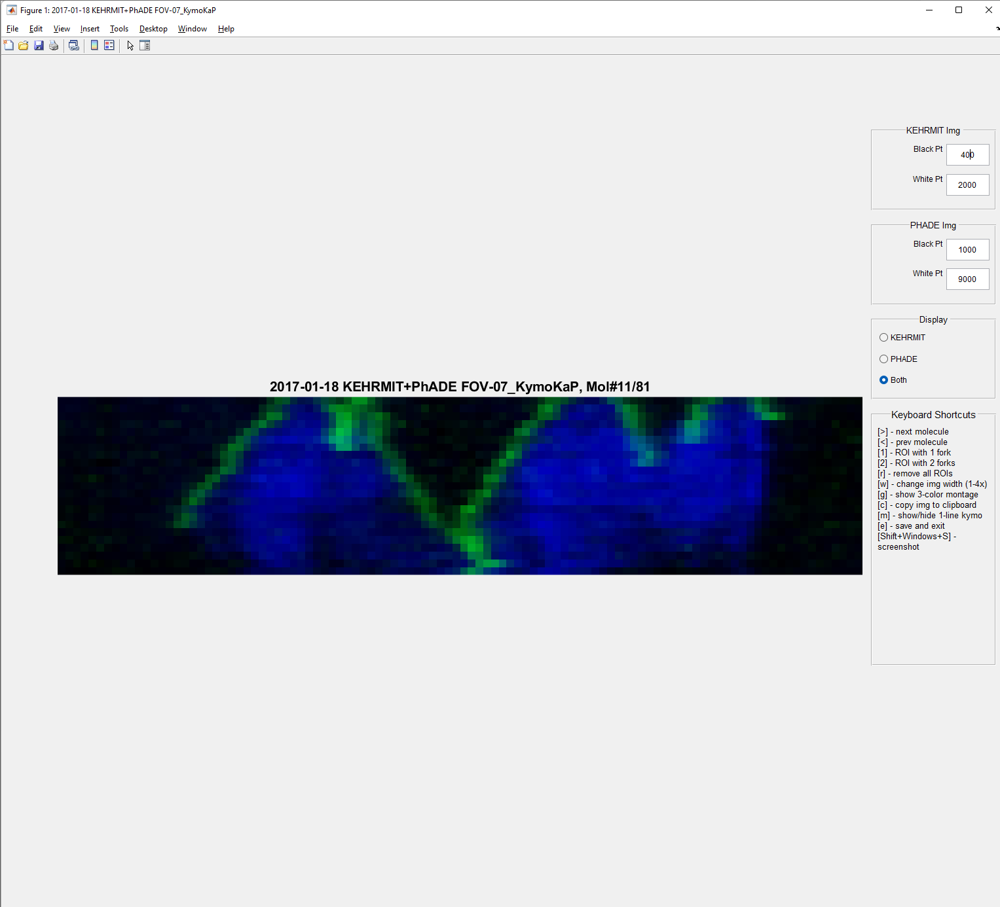 Figure 1: 2017-01-18 KEHRMIT+PhADE FOV-07_KymoKaP
File Edit View Insert Tools Desktop Window Help
KEHRMIT Img
Black Pt 400
White Pt 2000
PHADE Img
Black Pt 1000
White Pt 9000
Display
KEHRMIT
PHADE
Both
2017-01-18 KEHRMIT+PhADE FOV-07_KymoKaP, Mol#11/81
Keyboard Shortcuts
[>] - next molecule
[<] - prev molecule
[1] - ROI with 1 fork
[2] - ROI with 2 forks
[r] - remove all ROIs
[w] - change img width (1-4x)
[g] - show 3-color montage
[c] - copy img to clipboard
[m] - show/hide 1-line kymo
[e] - save and exit
[Shift+Windows+S] -
screenshot